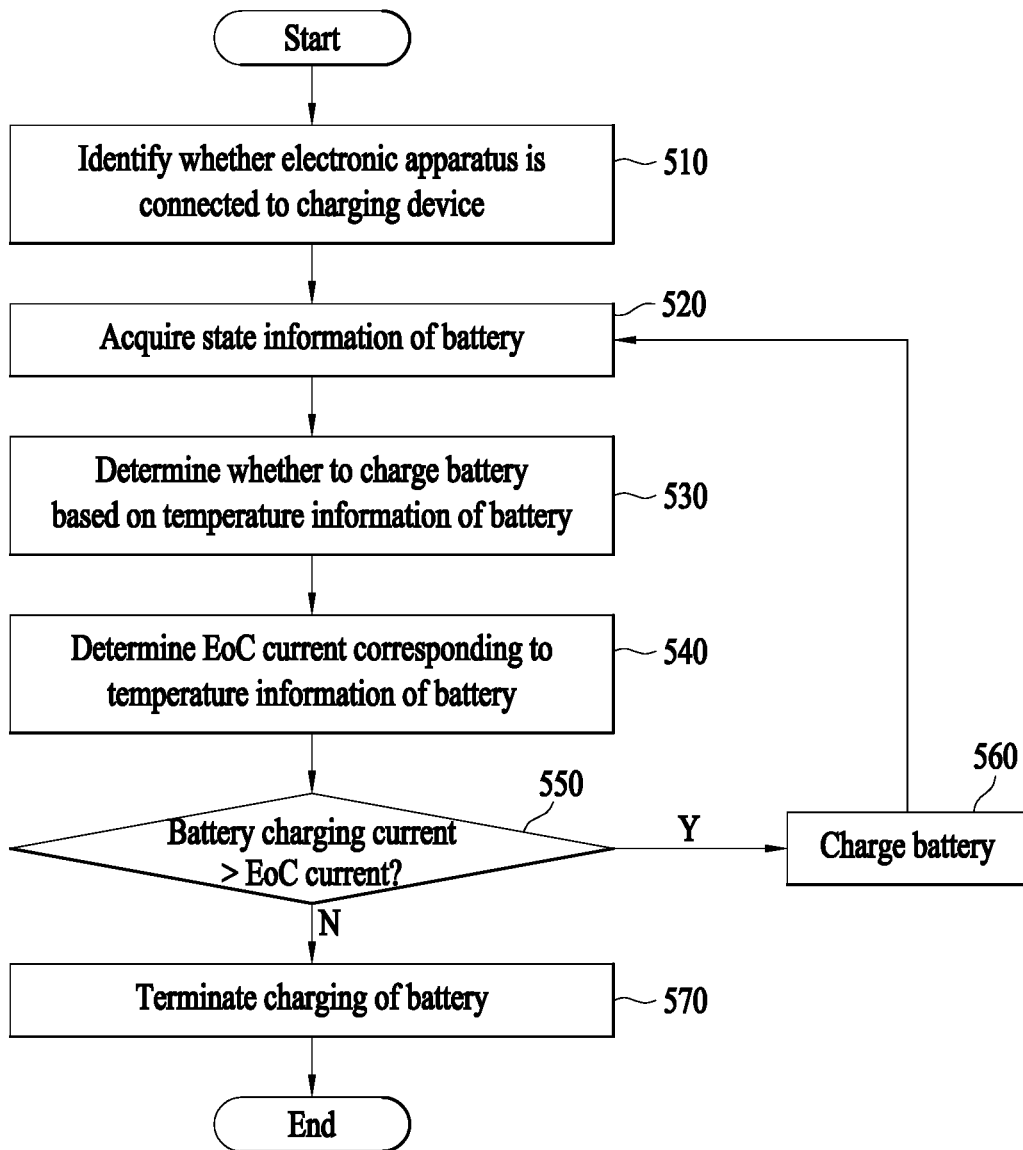 Start
Identify whether electronic apparatus is
connected to charging device
510
520
Acquire state information of battery
Determine whether to charge battery
based on temperature information of battery
530
Determine EoC current corresponding to
temperature information of battery
540
550
Battery charging current
> EoC current?
Y
560
Charge battery
N
Terminate charging of battery
570
End